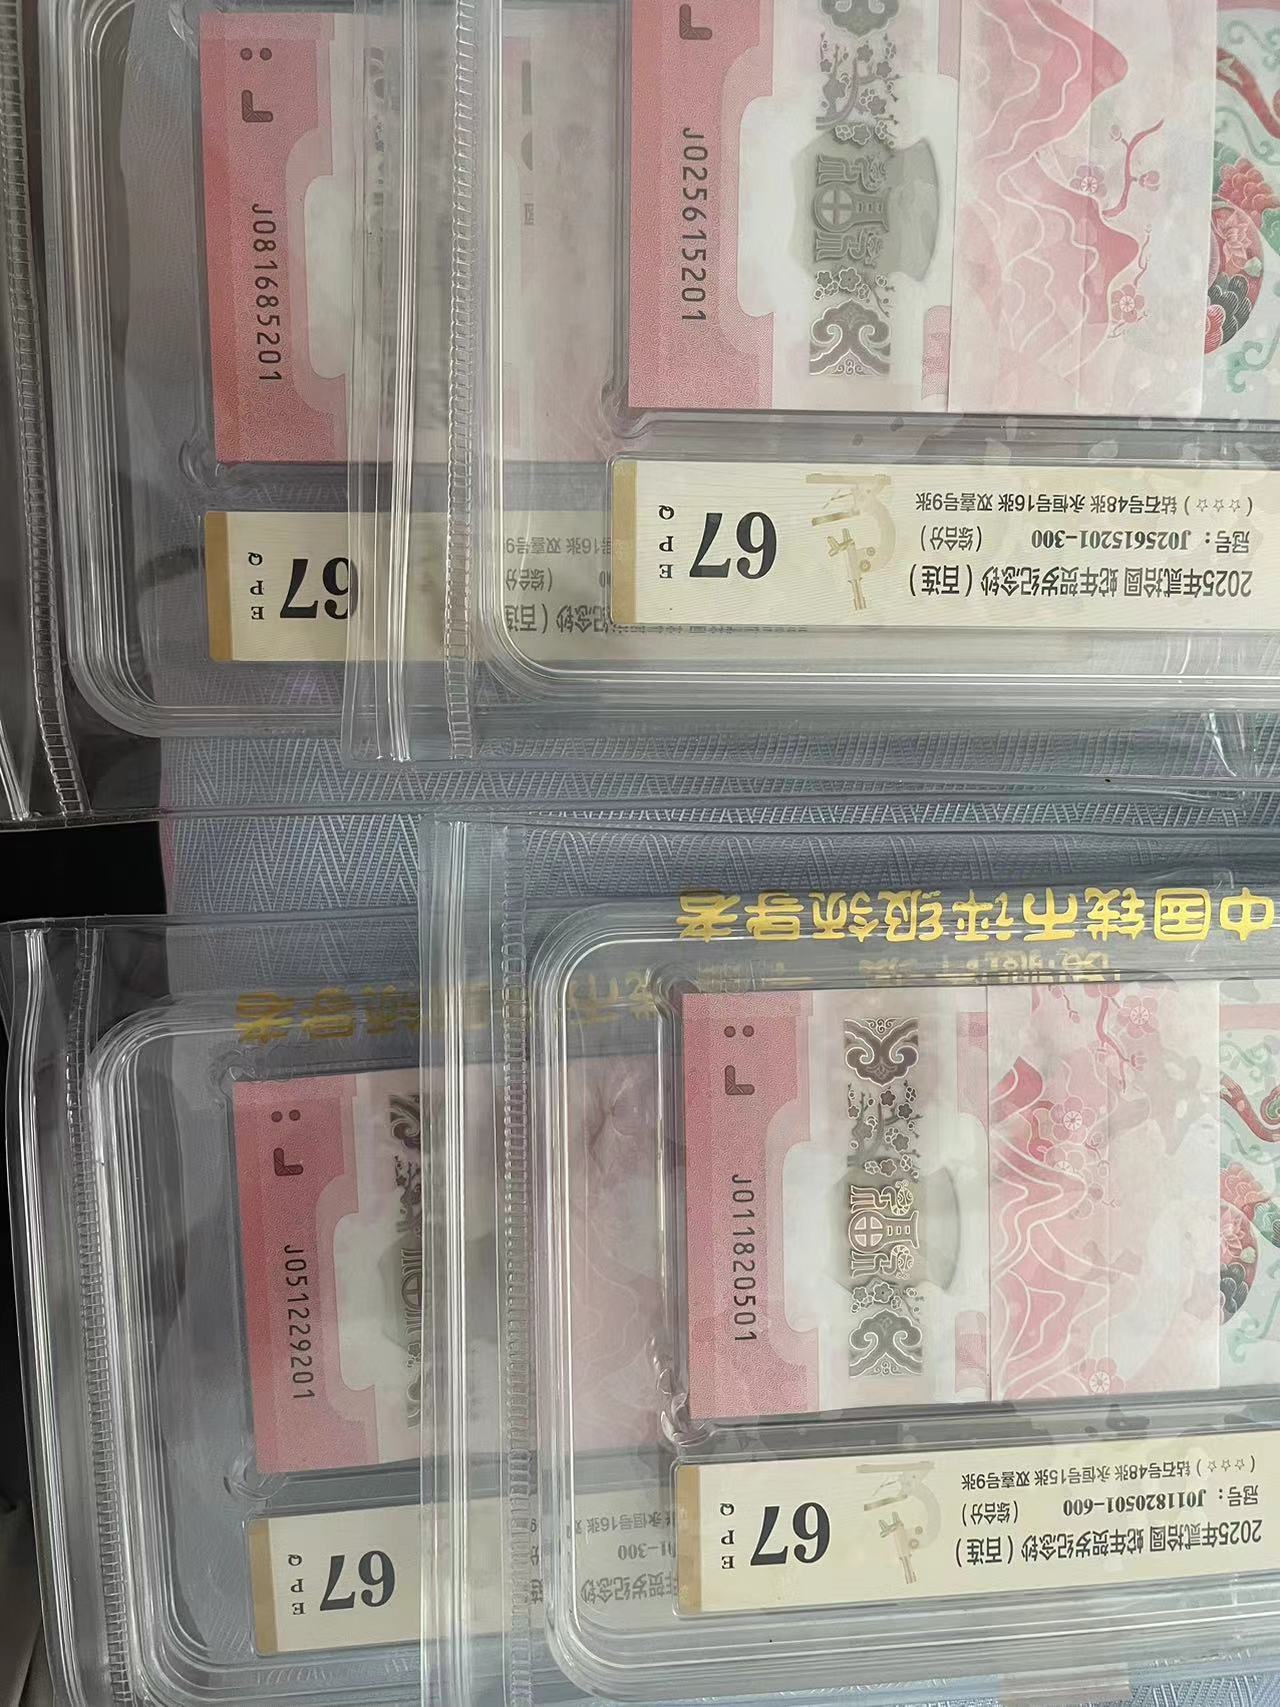 J081685201
67
E P Q
J025615201
2025年贰拾圆 蛇年贺岁纪念钞（百连）
冠号：J025615201-300 （综合分）
（☆☆☆）钻石号48张 永恒号16张 双喜号9张
67
E P Q
中国钱币评级领导者
J051229201
67
E P Q
J011820501
2025年贰拾圆 蛇年贺岁纪念钞（百连）
冠号：J011820501-600 （综合分）
（☆☆☆）钻石号48张 永恒号15张 双喜号9张
67
E P Q